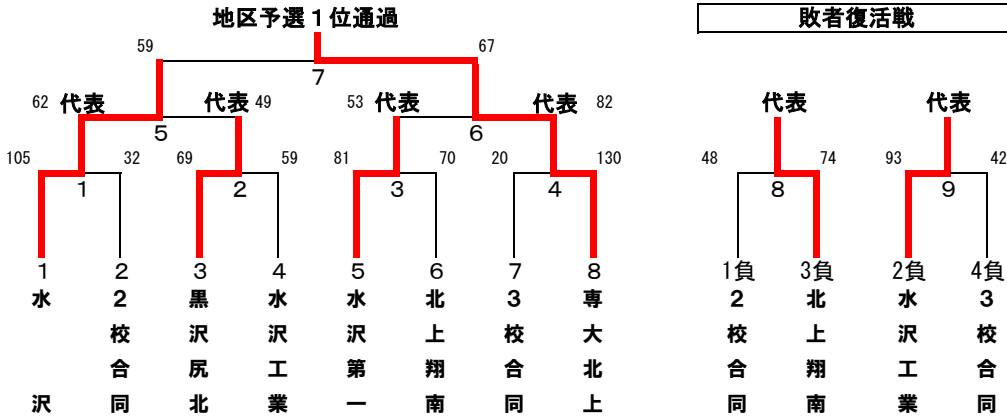 地区予選１位通過
敗者復活戦
59 67
7
62 代表 代表 49 53 代表 代表 82 代表 代表
5 6
105 32 69 59 81 70 20 130 48 74 93 42
1 2 3 4 8 9
1 2 3 4 5 6 7 8 1負 3負 2負 4負
水沢
２校合同
黒沢尻北
水沢工業
水沢第一
北上翔南
３校合同
専大北上
２校合同
北上翔南
水沢工業
３校合同